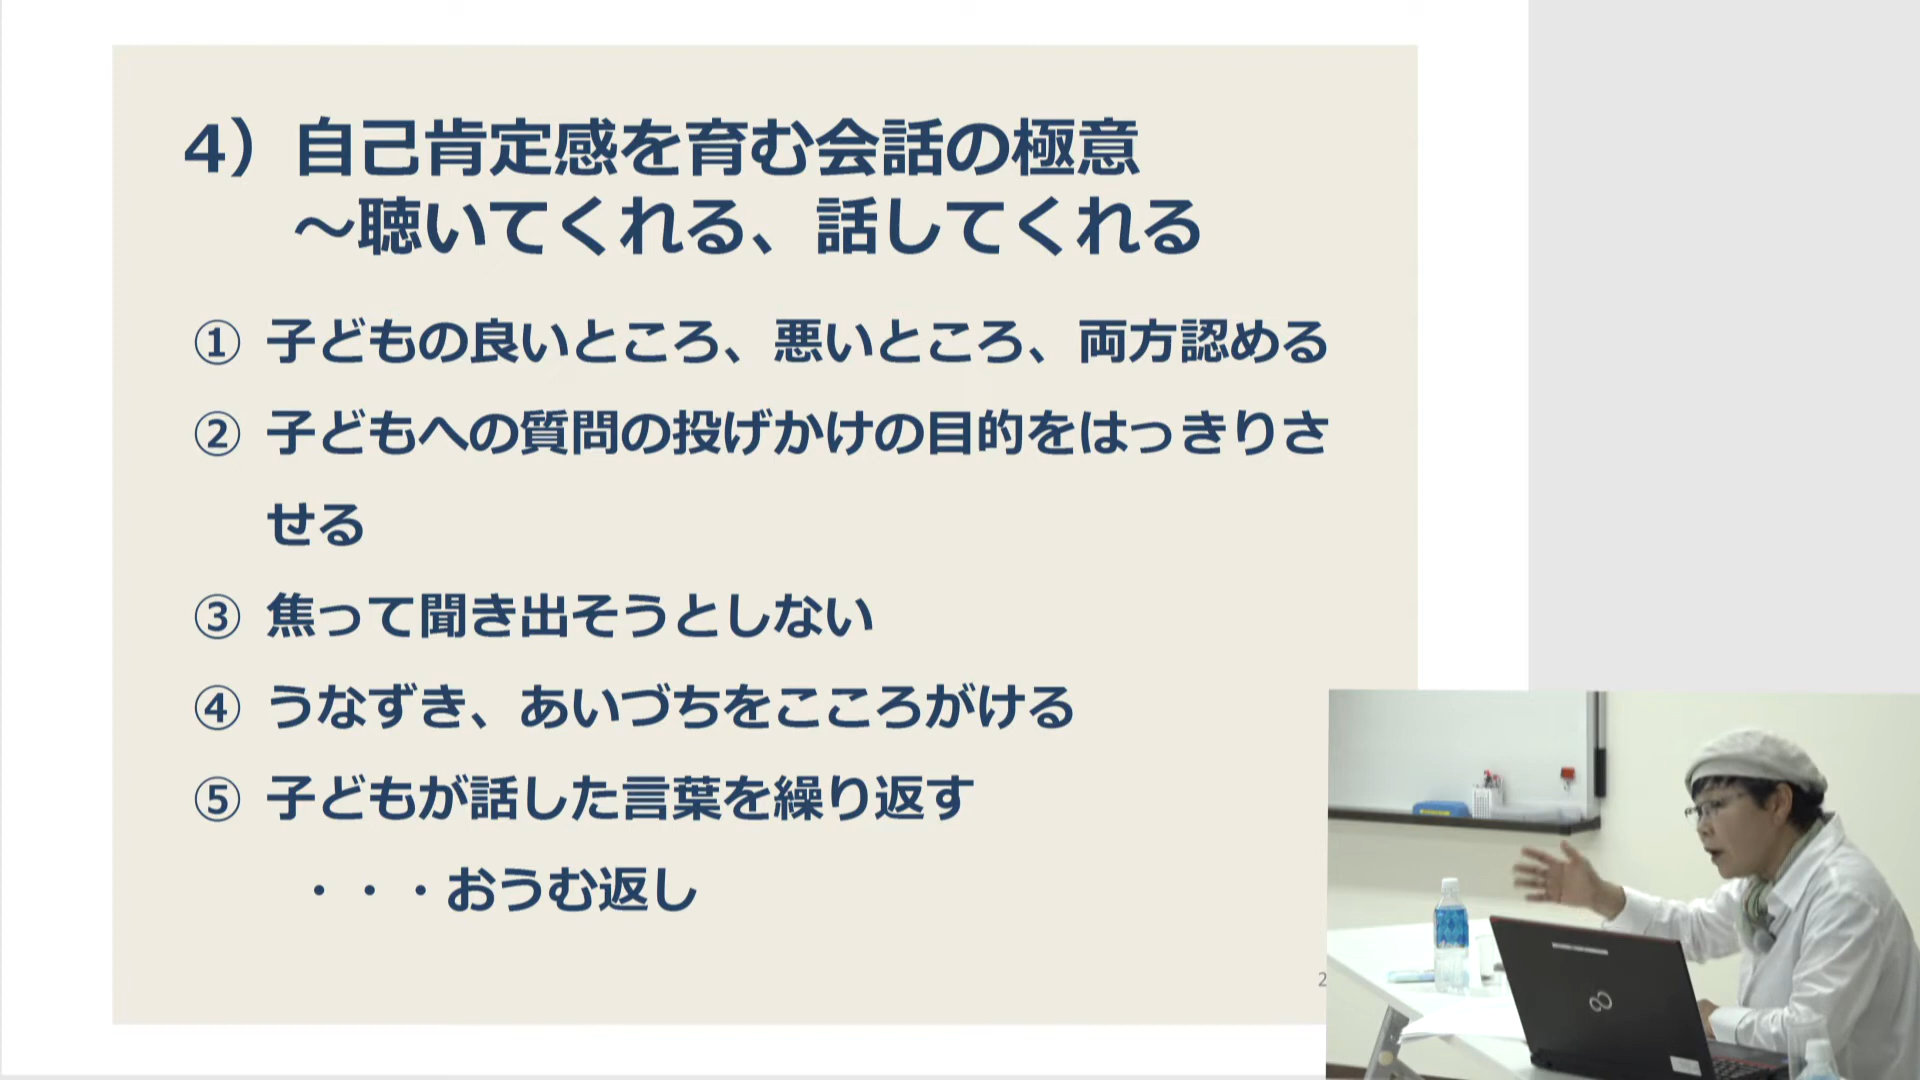 4）自己肯定感を育む会話の極意
～聴いてくれる、話してくれる
① 子どもの良いところ、悪いところ、両方認める
② 子どもへの質問の投げかけの目的をはっきりさ
せる
③ 焦って聞き出そうとしない
④ うなずき、あいづちをこころがける
⑤ 子どもが話した言葉を繰り返す
・・・おうむ返し
2